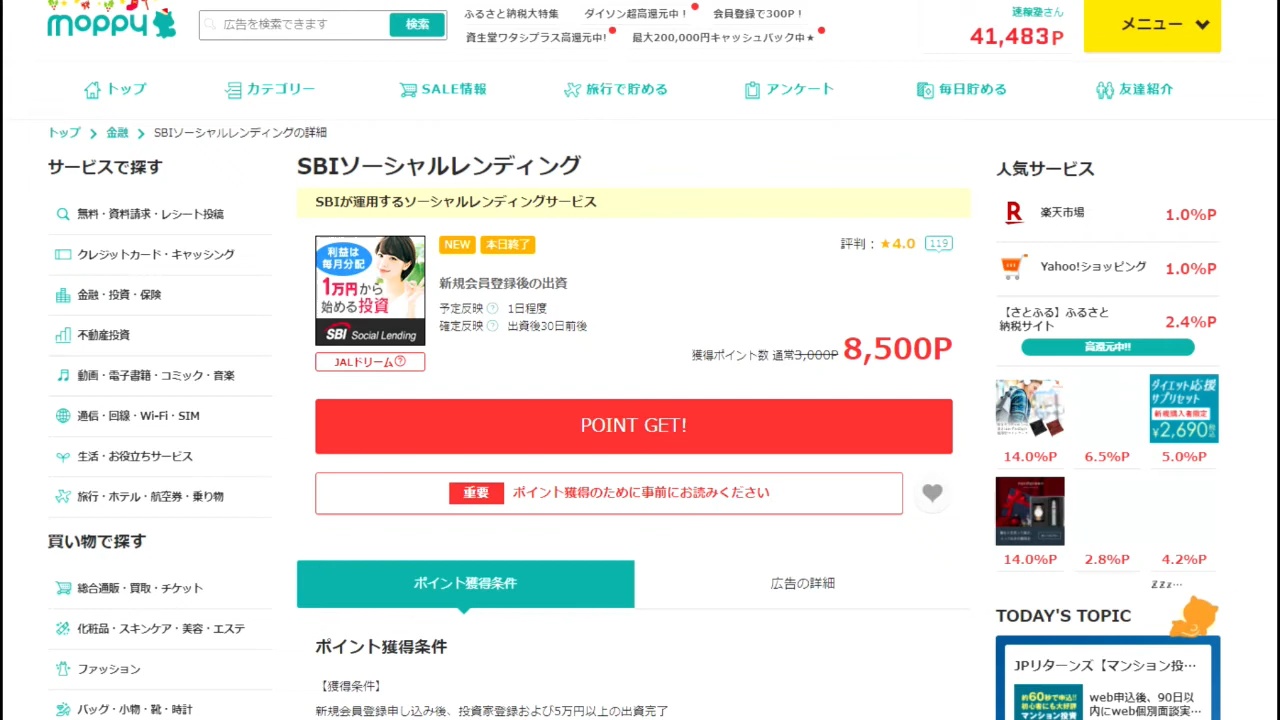 moppy
広告を検索できます
検索
ふるさと納税大特集
ダイソン超高還元中!
会員登録で300P!
資生堂ワタシプラス高還元中!
最大200,000円キャッシュバック中★
41,483P
メニュー
トップ
カテゴリー
SALE情報
旅行で貯める
アンケート
毎日貯める
友達紹介
トップ
金融
SBIソーシャルレンディングの詳細
サービスで探す
無料・資料請求・レシート投稿
クレジットカード・キャッシング
金融・投資・保険
不動産投資
動画・電子書籍・コミック・音楽
通信・回線・Wi-Fi・SIM
生活・お役立ちサービス
旅行・ホテル・航空券・乗り物
買い物で探す
総合通販・買取・チケット
化粧品・スキンケア・美容・エステ
ファッション
バッグ・小物・靴・時計
SBIソーシャルレンディング
SBIが運用するソーシャルレンディングサービス
利益は
毎月分配
1万円から
始める投資
SBI Social Lending
JALドリーム?
NEW
本日終了
評判:★4.0
119
新規会員登録後の出資
予定反映 ? 1日程度
確定反映 ? 出資後30日前後
獲得ポイント数 通常3,000P 8,500P
POINT GET!
重要
ポイント獲得のために事前にお読みください
ポイント獲得条件
広告の詳細
ポイント獲得条件
【獲得条件】
新規会員登録申し込み後、投資家登録および5万円以上の出資完了
人気サービス
R
楽天市場
1.0%P
Yahoo!ショッピング
1.0%P
【さとふる】ふるさと
納税サイト
2.4%P
高還元中!!
ダイエット応援
サプリセット
新規購入者限定
¥2,690税込
14.0%P
6.5%P
5.0%P
14.0%P
2.8%P
4.2%P
zzz…
TODAY'S TOPIC
JPリターンズ【マンション投…
約60秒で申込!!
初心者にも大好評
マンション投資
web申込後、90日以
内にweb個別面談実…